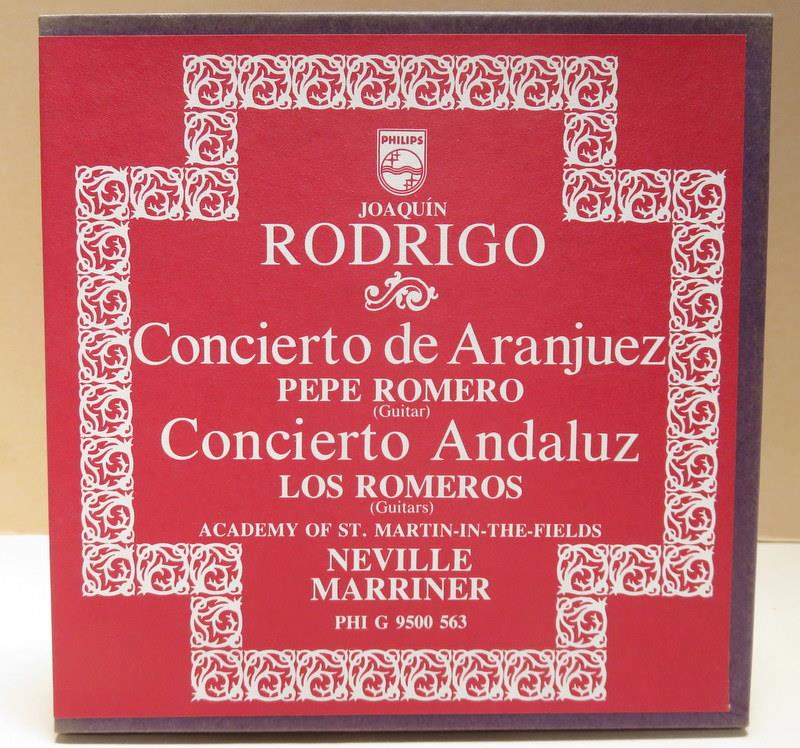 PHILIPS
JOAQUÍN
RODRIGO
Concierto de Aranjuez
PEPE ROMERO
(Guitar)
Concierto Andaluz
LOS ROMEROS
(Guitars)
ACADEMY OF ST. MARTIN-IN-THE-FIELDS
NEVILLE
MARRINER
PHI G 9500 563